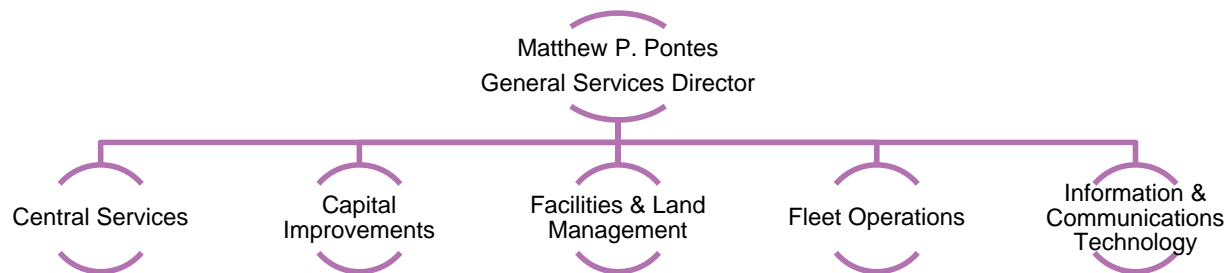 Matthew P. Pontes
General Services Director
Central Services
Capital
Improvements
Facilities & Land
Management
Fleet Operations
Information &
Communications
Technology